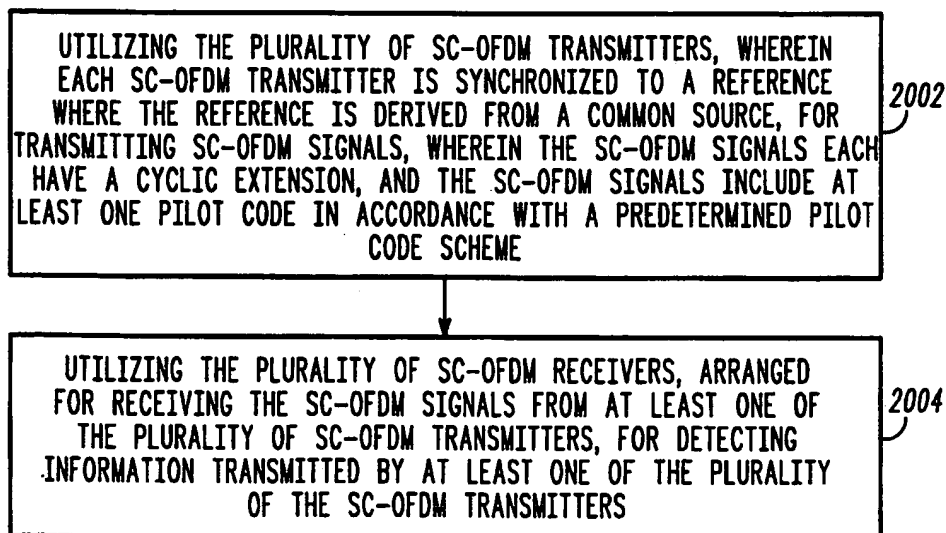 UTILIZING THE PLURALITY OF SC-OFDM TRANSMITTERS, WHEREIN
EACH SC-OFDM TRANSMITTER IS SYNCHRONIZED TO A REFERENCE
WHERE THE REFERENCE IS DERIVED FROM A COMMON SOURCE, FOR
TRANSMITTING SC-OFDM SIGNALS, WHEREIN THE SC-OFDM SIGNALS EACH
HAVE A CYCLIC EXTENSION, AND THE SC-OFDM SIGNALS INCLUDE AT
LEAST ONE PILOT CODE IN ACCORDANCE WITH A PREDETERMINED PILOT
CODE SCHEME
2002
UTILIZING THE PLURALITY OF SC-OFDM RECEIVERS, ARRANGED
FOR RECEIVING THE SC-OFDM SIGNALS FROM AT LEAST ONE OF
THE PLURALITY OF SC-OFDM TRANSMITTERS, FOR DETECTING
INFORMATION TRANSMITTED BY AT LEAST ONE OF THE PLURALITY
OF THE SC-OFDM TRANSMITTERS
2004